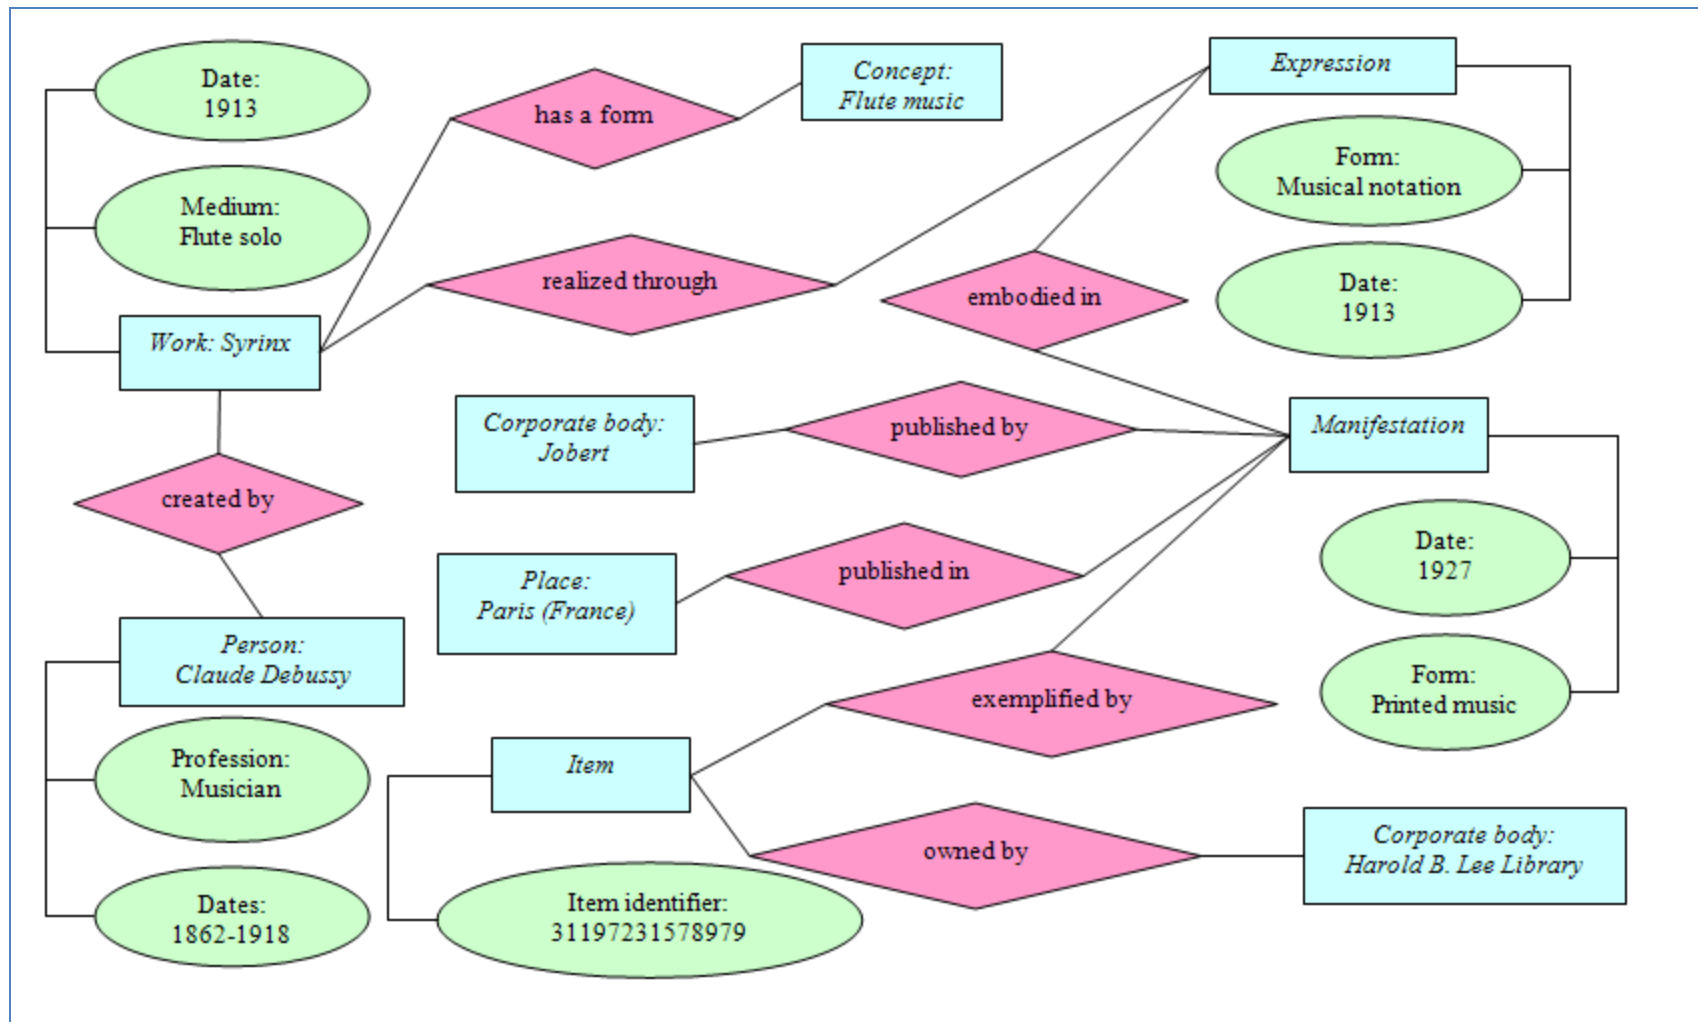 Date:
1913
Medium:
Flute solo
Work: Syrinx
created by
Person:
Claude Debussy
Profession:
Musician
Dates:
1862-1918
has a form
Concept:
Flute music
realized through
Expression
Form:
Musical notation
Date:
1913
embodied in
Corporate body:
Jobert
published by
Manifestation
Place:
Paris (France)
published in
Date:
1927
Form:
Printed music
exemplified by
Item
Item identifier:
31197231578979
owned by
Corporate body:
Harold B. Lee Library